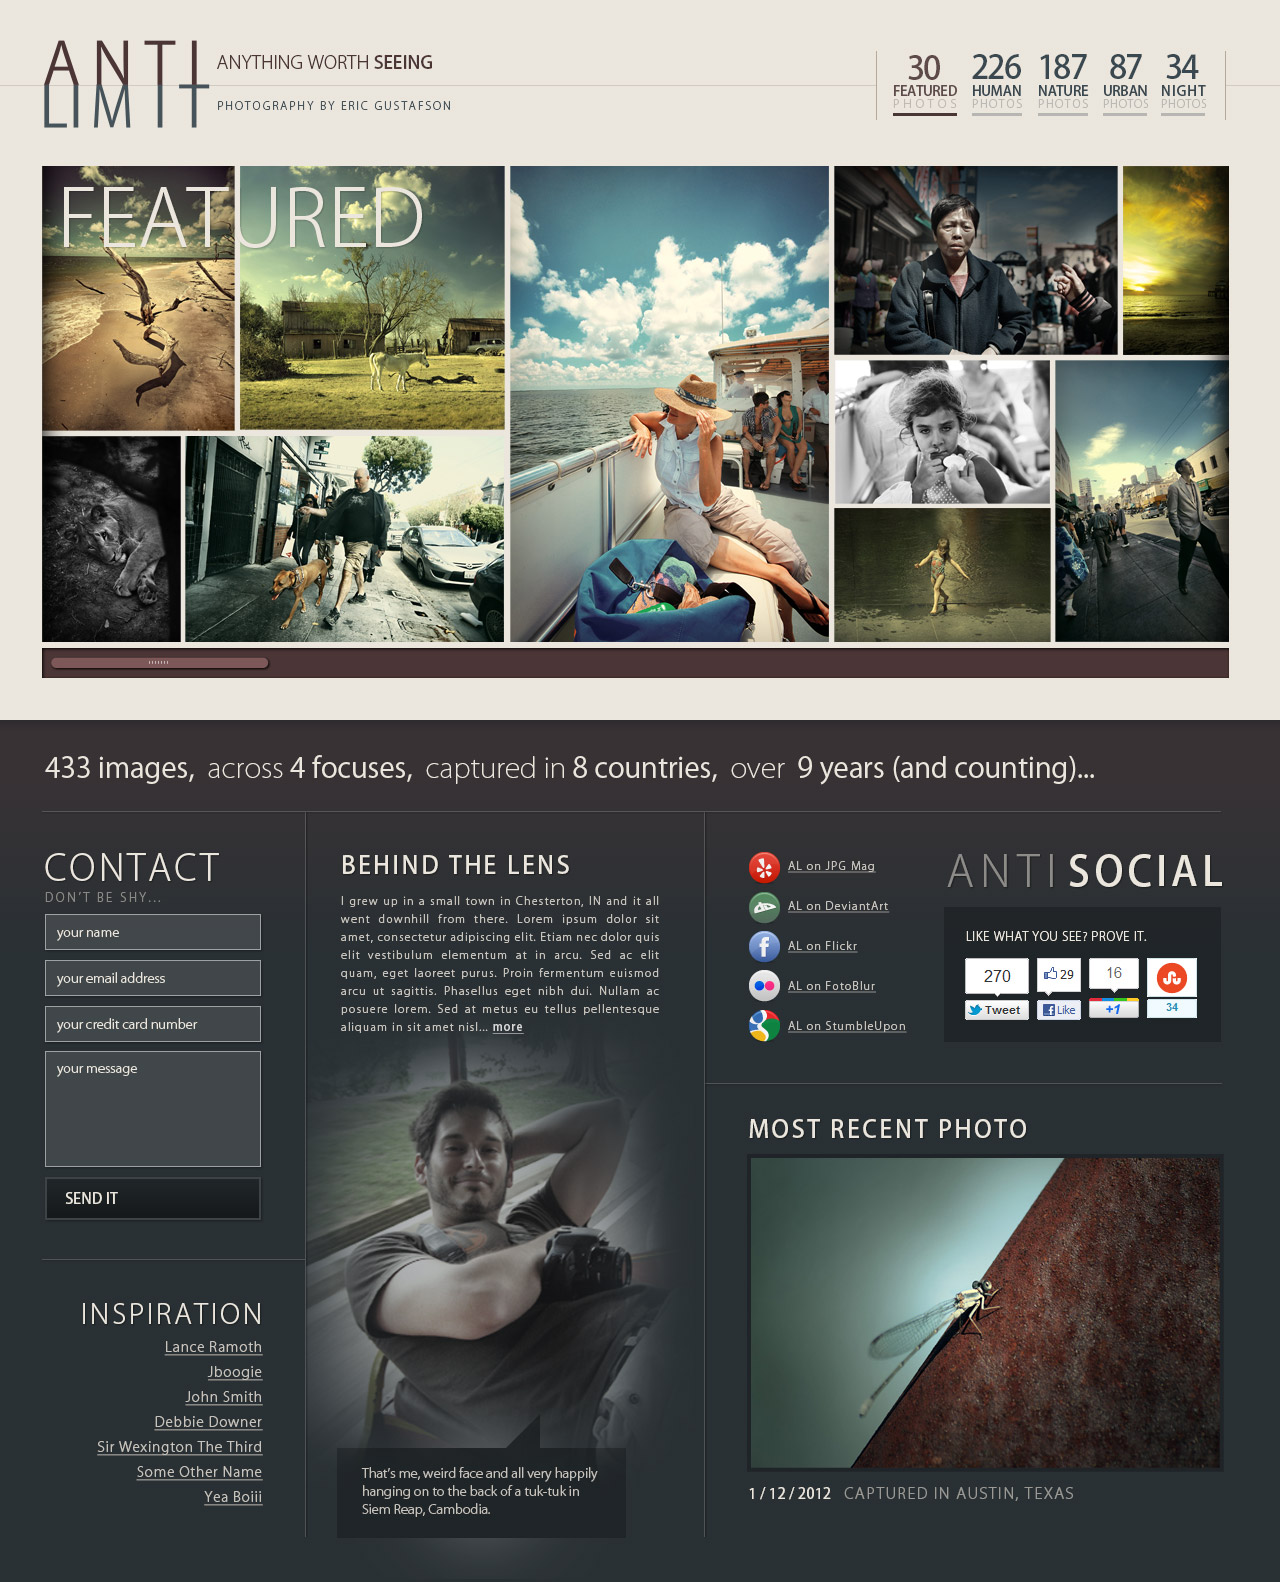 ANTI
LIMIT
ANYTHING WORTH SEEING
PHOTOGRAPHY BY ERIC GUSTAFSON
30
FEATURED
PHOTOS
226
HUMAN
PHOTOS
187
NATURE
PHOTOS
87
URBAN
PHOTOS
34
NIGHT
PHOTOS
FEATURED
433 images, across 4 focuses, captured in 8 countries, over 9 years (and counting)...
CONTACT
DON'T BE SHY...
your name
your email address
your credit card number
your message
SEND IT
INSPIRATION
Lance Ramoth
Jboogie
John Smith
Debbie Downer
Sir Wexington The Third
Some Other Name
Yea Boiii
BEHIND THE LENS
I grew up in a small town in Chesterton, IN and it all
went downhill from there. Lorem ipsum dolor sit
amet, consectetur adipiscing elit. Etiam nec dolor quis
elit vestibulum elementum at in arcu. Sed ac elit
quam, eget laoreet purus. Proin fermentum euismod
arcu ut sagittis. Phasellus eget nibh dui. Nullam ac
posuere lorem. Sed at metus eu tellus pellentesque
aliquam in sit amet nisl... more
That's me, weird face and all very happily
hanging on to the back of a tuk-tuk in
Siem Reap, Cambodia.
AL on JPG Mag
AL on DeviantArt
AL on Flickr
AL on FotoBlur
AL on StumbleUpon
ANTI SOCIAL
LIKE WHAT YOU SEE? PROVE IT.
270
Tweet
29
Like
16
+1
34
MOST RECENT PHOTO
1 / 12 / 2012 CAPTURED IN AUSTIN, TEXAS